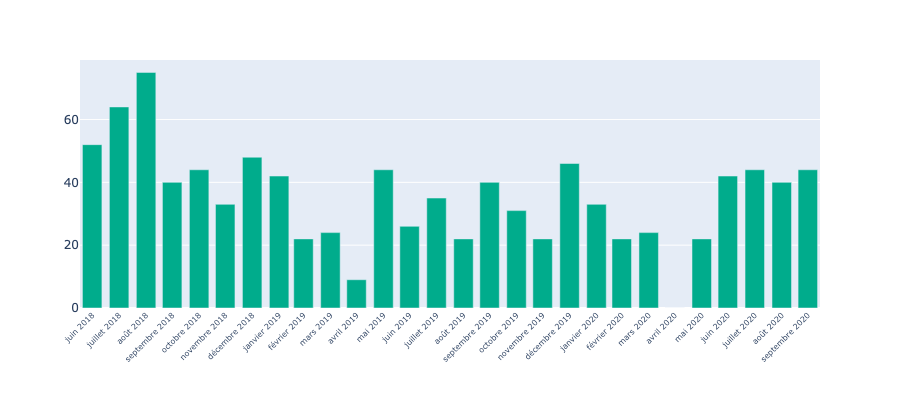 60
40
20
0
juin 2018
juillet 2018
août 2018
septembre 2018
octobre 2018
novembre 2018
décembre 2018
janvier 2019
février 2019
mars 2019
avril 2019
mai 2019
juin 2019
juillet 2019
août 2019
septembre 2019
octobre 2019
novembre 2019
décembre 2019
janvier 2020
février 2020
mars 2020
avril 2020
mai 2020
juin 2020
juillet 2020
août 2020
septembre 2020